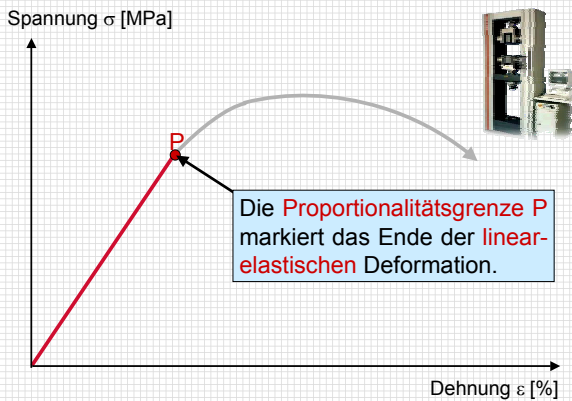 Spannung σ [MPa]
P
Die Proportionalitätsgrenze P
markiert das Ende der linear-
elastischen Deformation.
Dehnung ε [%]